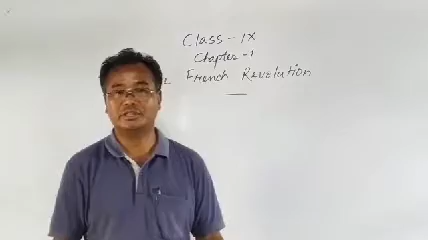 Class - IX
Chapter - 1
French Revolution